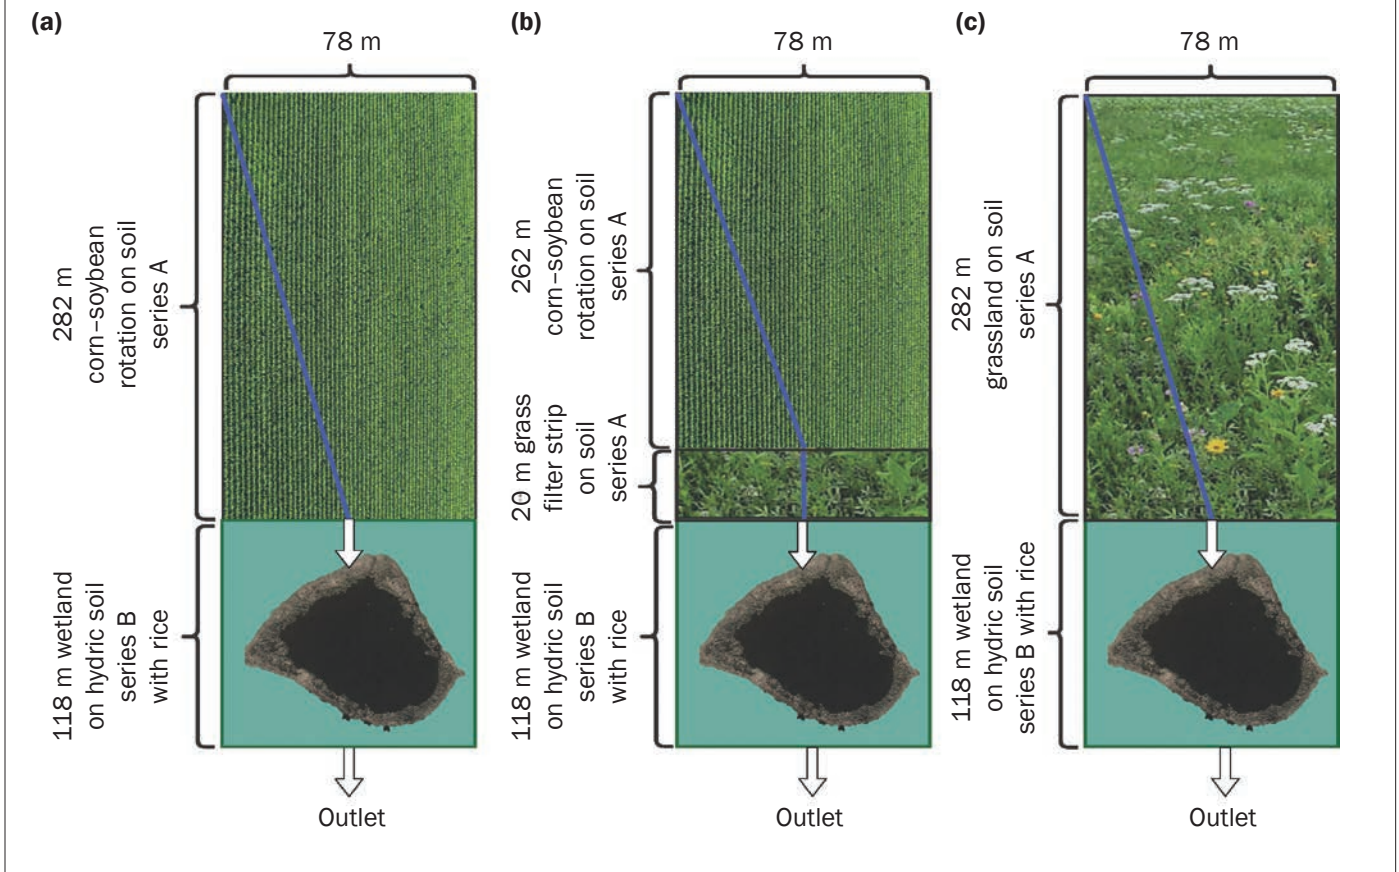 (a)
78 m
282 m
corn–soybean
rotation on soil
series A
118 m wetland
on hydric soil
series B
with rice
Outlet
(b)
78 m
262 m
corn–soybean
rotation on soil
series A
20 m grass
filter strip
on soil
series A
118 m wetland
on hydric soil
series B
with rice
Outlet
(c)
78 m
282 m
grassland on soil
series A
118 m wetland
on hydric soil
series B with rice
Outlet